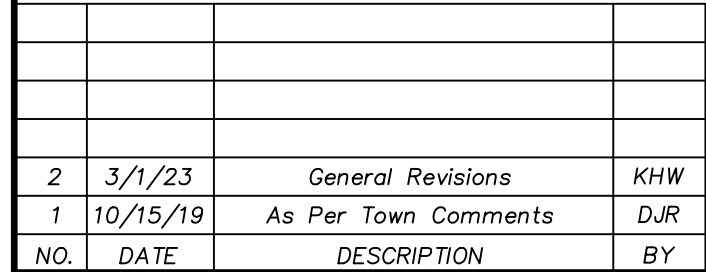 2 3/1/23 General Revisions KHW
1 10/15/19 As Per Town Comments DJR
NO. DATE DESCRIPTION BY